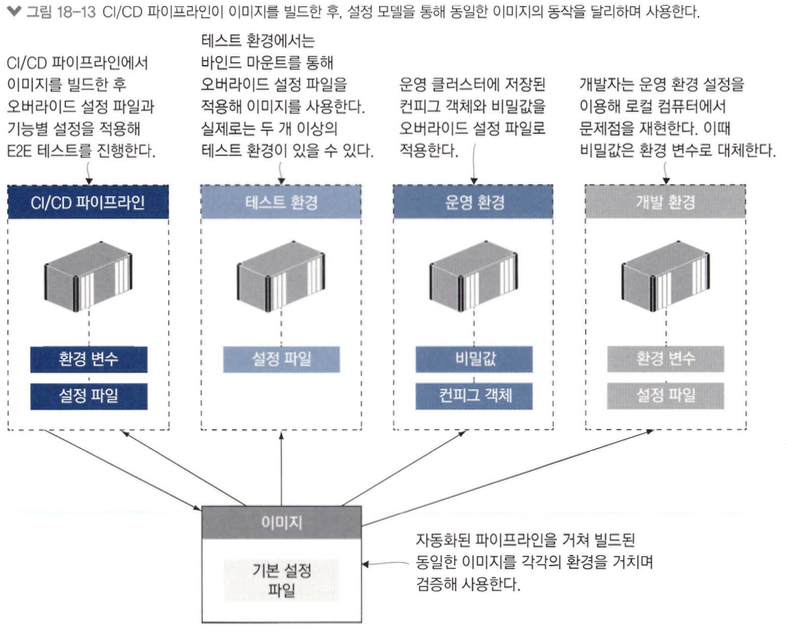 그림 18-13 CI/CD 파이프라인이 이미지를 빌드한 후, 설정 모델을 통해 동일한 이미지의 동작을 달리하며 사용한다.
CI/CD 파이프라인에서
이미지를 빌드한 후
오버라이드 설정 파일과
기능별 설정을 적용해
E2E 테스트를 진행한다.
테스트 환경에서는
바인드 마운트를 통해
오버라이드 설정 파일을
적용해 이미지를 사용한다.
실제로는 두 개 이상의
테스트 환경이 있을 수 있다.
운영 클러스터에 저장된
컨피그 객체와 비밀값을
오버라이드 설정 파일로
적용한다.
개발자는 운영 환경 설정을
이용해 로컬 컴퓨터에서
문제점을 재현한다. 이때
비밀값은 환경 변수로 대체한다.
CI/CD 파이프라인
환경 변수
설정 파일
테스트 환경
설정 파일
운영 환경
비밀값
컨피그 객체
개발 환경
환경 변수
설정 파일
이미지
기본 설정
파일
자동화된 파이프라인을 거쳐 빌드된
동일한 이미지를 각각의 환경을 거치며
검증해 사용한다.